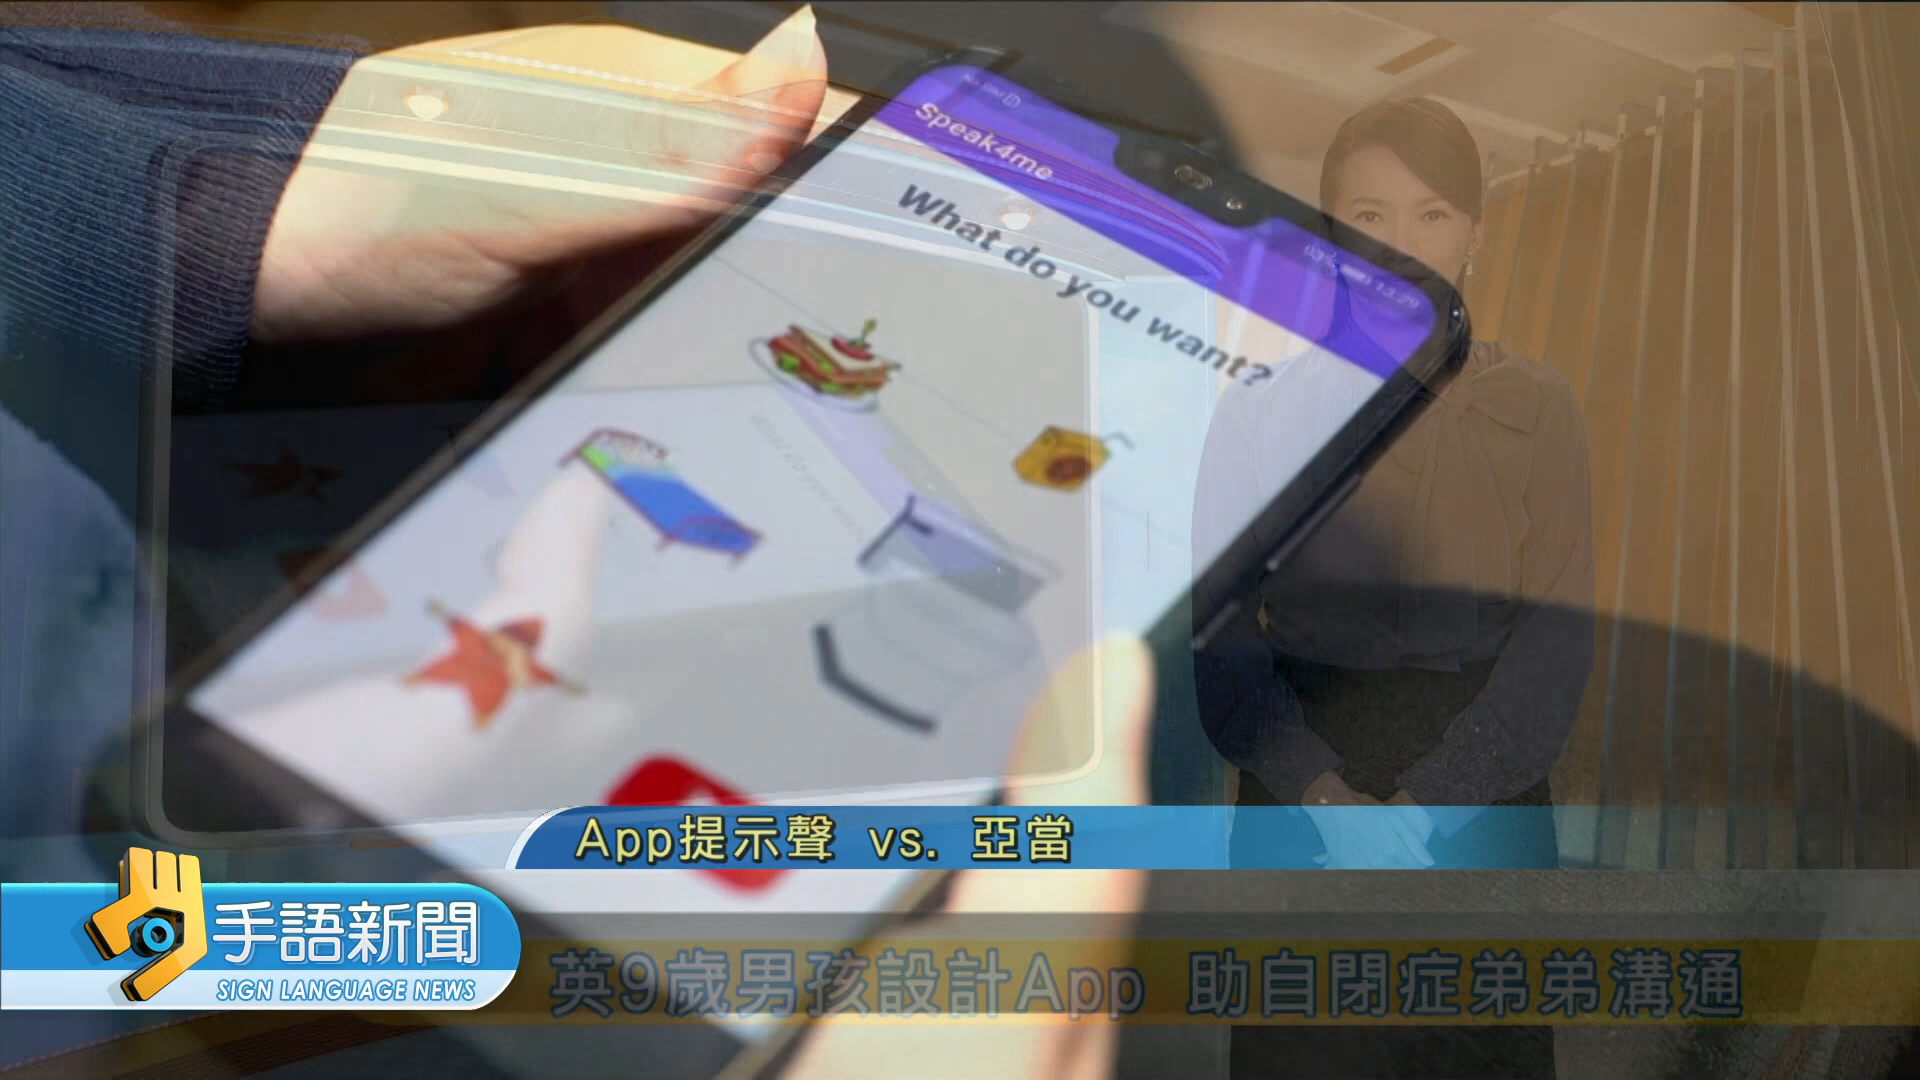 Speak4me
What do you want?
App提示聲 vs. 亞當
手語新聞
SIGN LANGUAGE NEWS
英9歲男孩設計App 助自閉症弟弟溝通